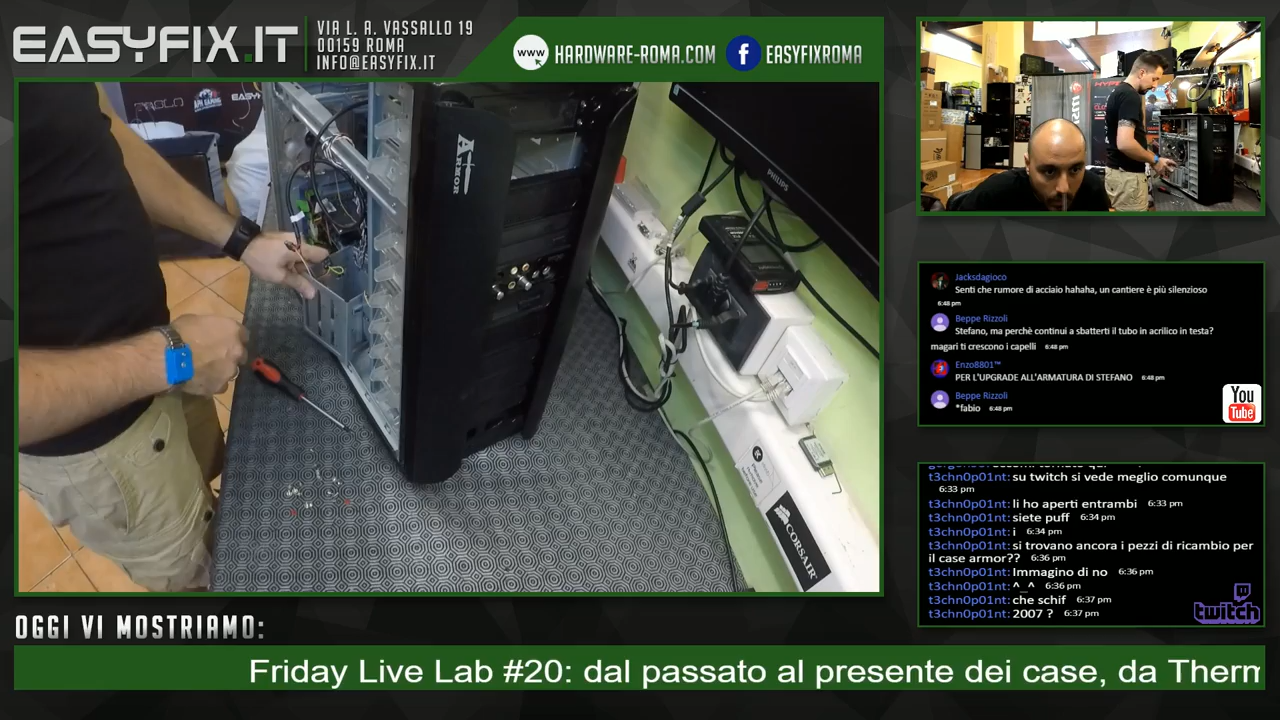 EASYFIX.IT
VIA L. A. VASSALLO 19
00159 ROMA
INFO@EASYFIX.IT
WWW
HARDWARE-ROMA.COM
f
EASYFIXROMA
PAOLO
ARMOR
PHILIPS
CORSAIR
msi
Jacksdagioco
Senti che rumore di acciaio hahaha, un cantiere è più silenzioso
6:48 pm
Beppe Rizzoli
Stefano, ma perchè continui a sbatterti il tubo in acrilico in testa?
magari ti crescono i capelli 6:48 pm
Enzo8801™
PER L'UPGRADE ALL'ARMATURA DI STEFANO 6:48 pm
Beppe Rizzoli
*fabio 6:48 pm
You
Tube
t3chn0p01nt: su twitch si vede meglio comunque
6:33 pm
t3chn0p01nt: li ho aperti entrambi 6:33 pm
t3chn0p01nt: siete puff 6:34 pm
t3chn0p01nt: i 6:34 pm
t3chn0p01nt: si trovano ancora i pezzi di ricambio per
il case armor?? 6:36 pm
t3chn0p01nt: Immagino di no 6:36 pm
t3chn0p01nt: ^_^ 6:36 pm
t3chn0p01nt: che schif 6:37 pm
t3chn0p01nt: 2007 ? 6:37 pm
twitch
OGGI VI MOSTRIAMO:
Friday Live Lab #20: dal passato al presente dei case, da Therm